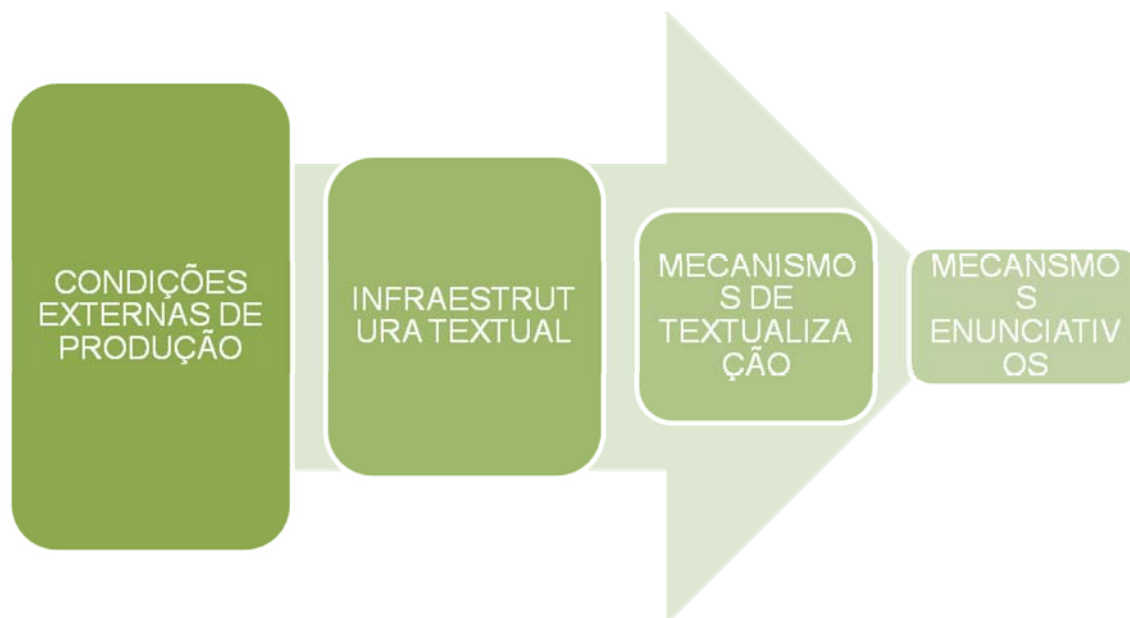 CONDIÇÕES
EXTERNAS DE
PRODUÇÃO
INFRAESTRUT
URA TEXTUAL
MECANISMO
S DE
TEXTUALIZA
ÇÃO
MECANSMO
S
ENUNCIATIV
OS